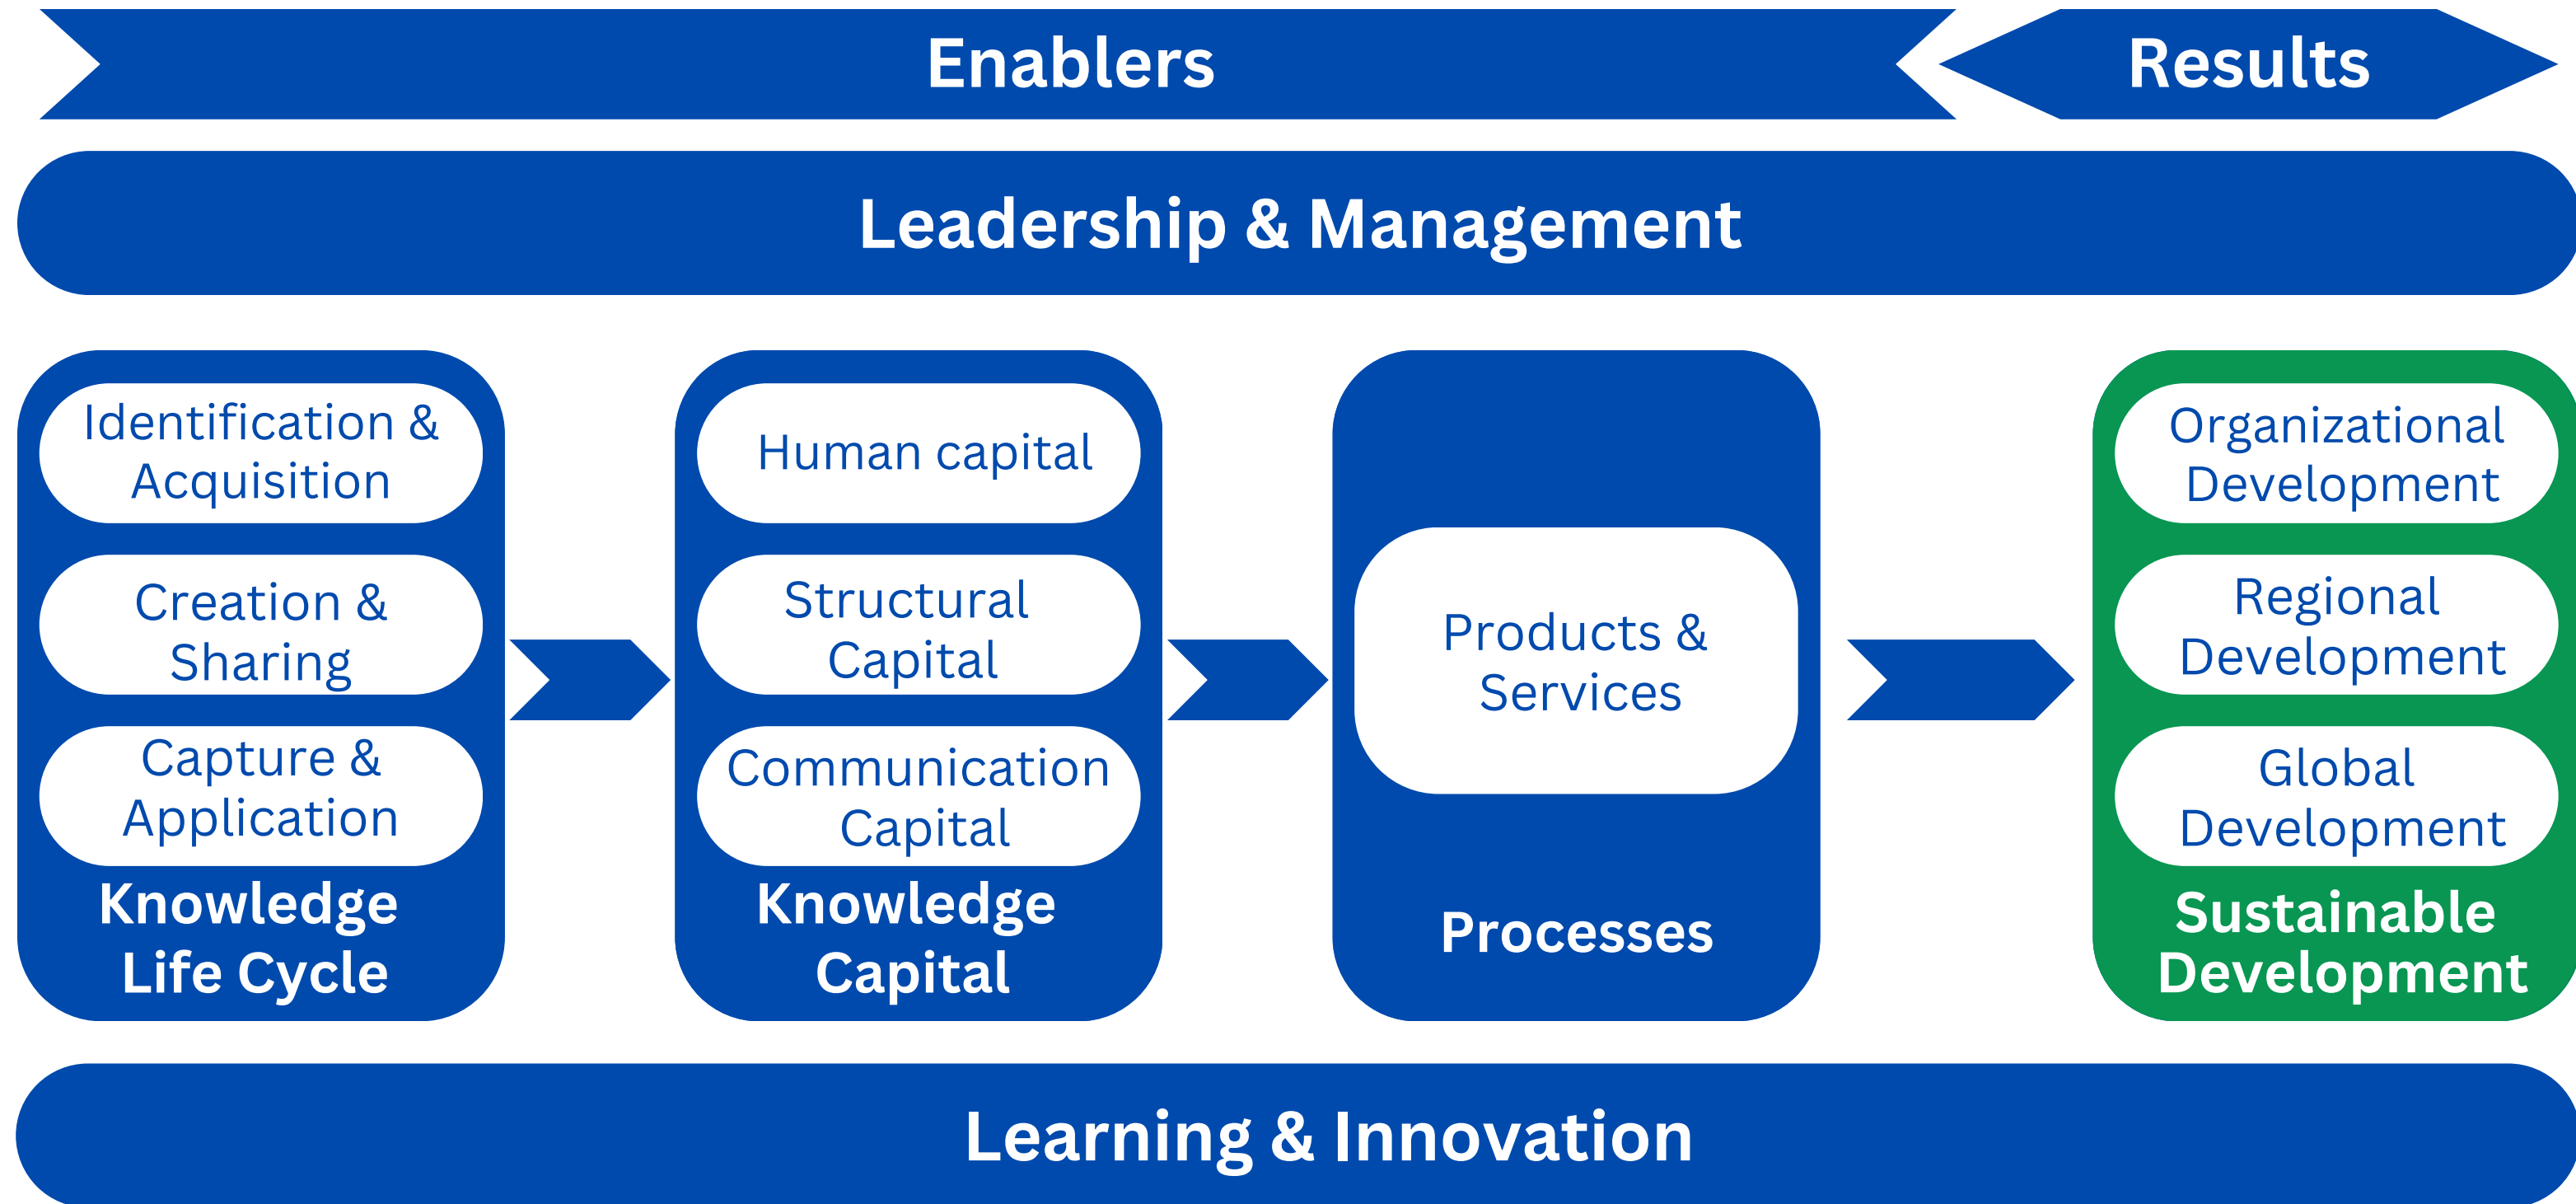 Enablers
Results
Leadership & Management
Identification &
Acquisition
Creation &
Sharing
Capture &
Application
Knowledge
Life Cycle
Human capital
Structural
Capital
Communication
Capital
Knowledge
Capital
Products &
Services
Processes
Organizational
Development
Regional
Development
Global
Development
Sustainable
Development
Learning & Innovation